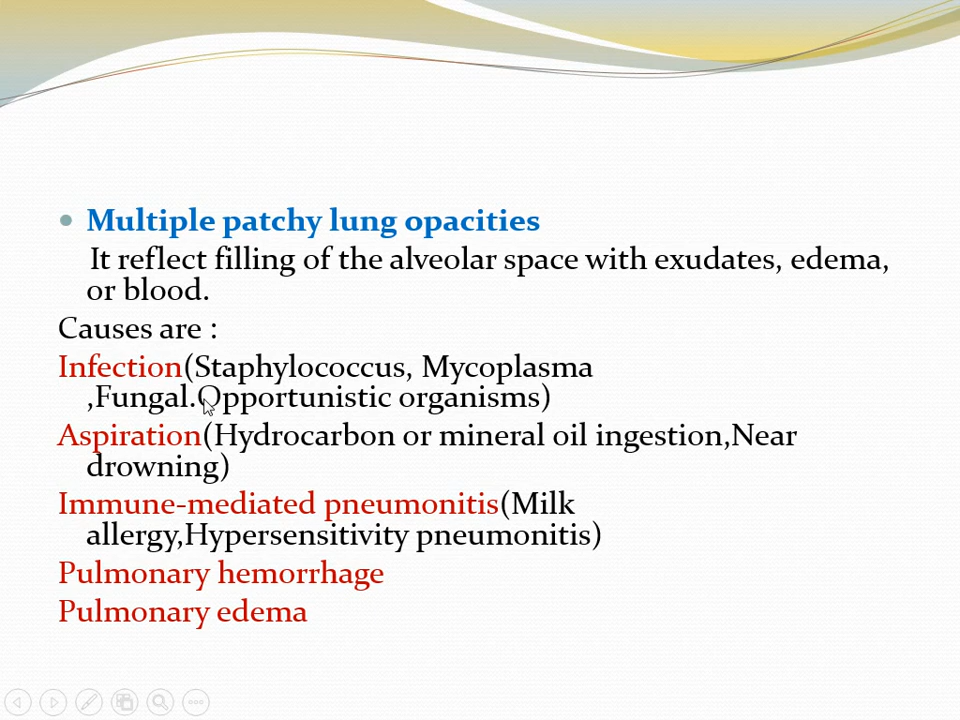 Multiple patchy lung opacities
It reflect filling of the alveolar space with exudates, edema,
or blood.
Causes are :
Infection(Staphylococcus, Mycoplasma
,Fungal.Opportunistic organisms)
Aspiration(Hydrocarbon or mineral oil ingestion,Near
drowning)
Immune-mediated pneumonitis(Milk
allergy,Hypersensitivity pneumonitis)
Pulmonary hemorrhage
Pulmonary edema